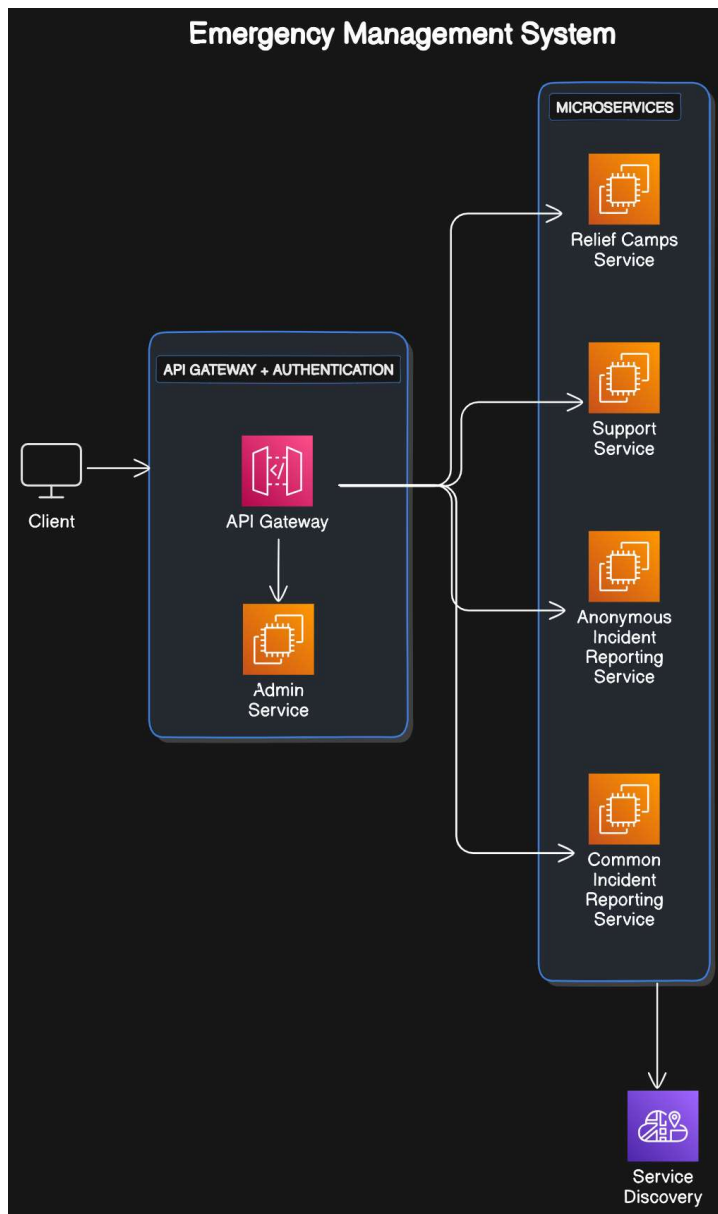 Emergency Management System
MICROSERVICES
Relief Camps
Service
Support
Service
API GATEWAY + AUTHENTICATION
Client
API Gateway
Admin
Service
Anonymous
Incident
Reporting
Service
Common
Incident
Reporting
Service
Service
Discovery